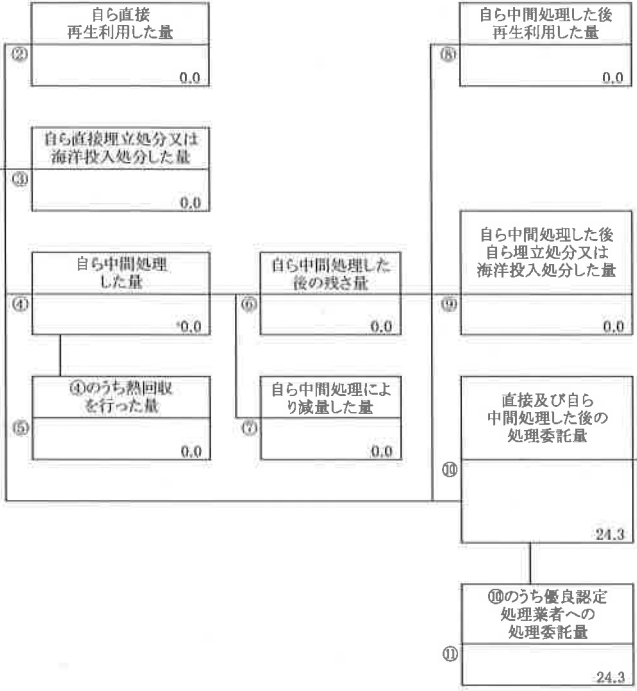 自ら直接
再生利用した量
②
0.0
自ら中間処理した後
再生利用した量
⑧
0.0
自ら直接埋立処分又は
海洋投入処分した量
③
0.0
自ら中間処理
した量
④
0.0
自ら中間処理した
後の残さ量
⑥
0.0
自ら中間処理した後
自ら埋立処分又は
海洋投入処分した量
⑨
0.0
④のうち熱回収
を行った量
⑤
0.0
自ら中間処理によ
り減量した量
⑦
0.0
直接及び自ら
中間処理した後の
処理委託量
⑩
24.3
⑩のうち優良認定
処理業者への
処理委託量
⑪
24.3